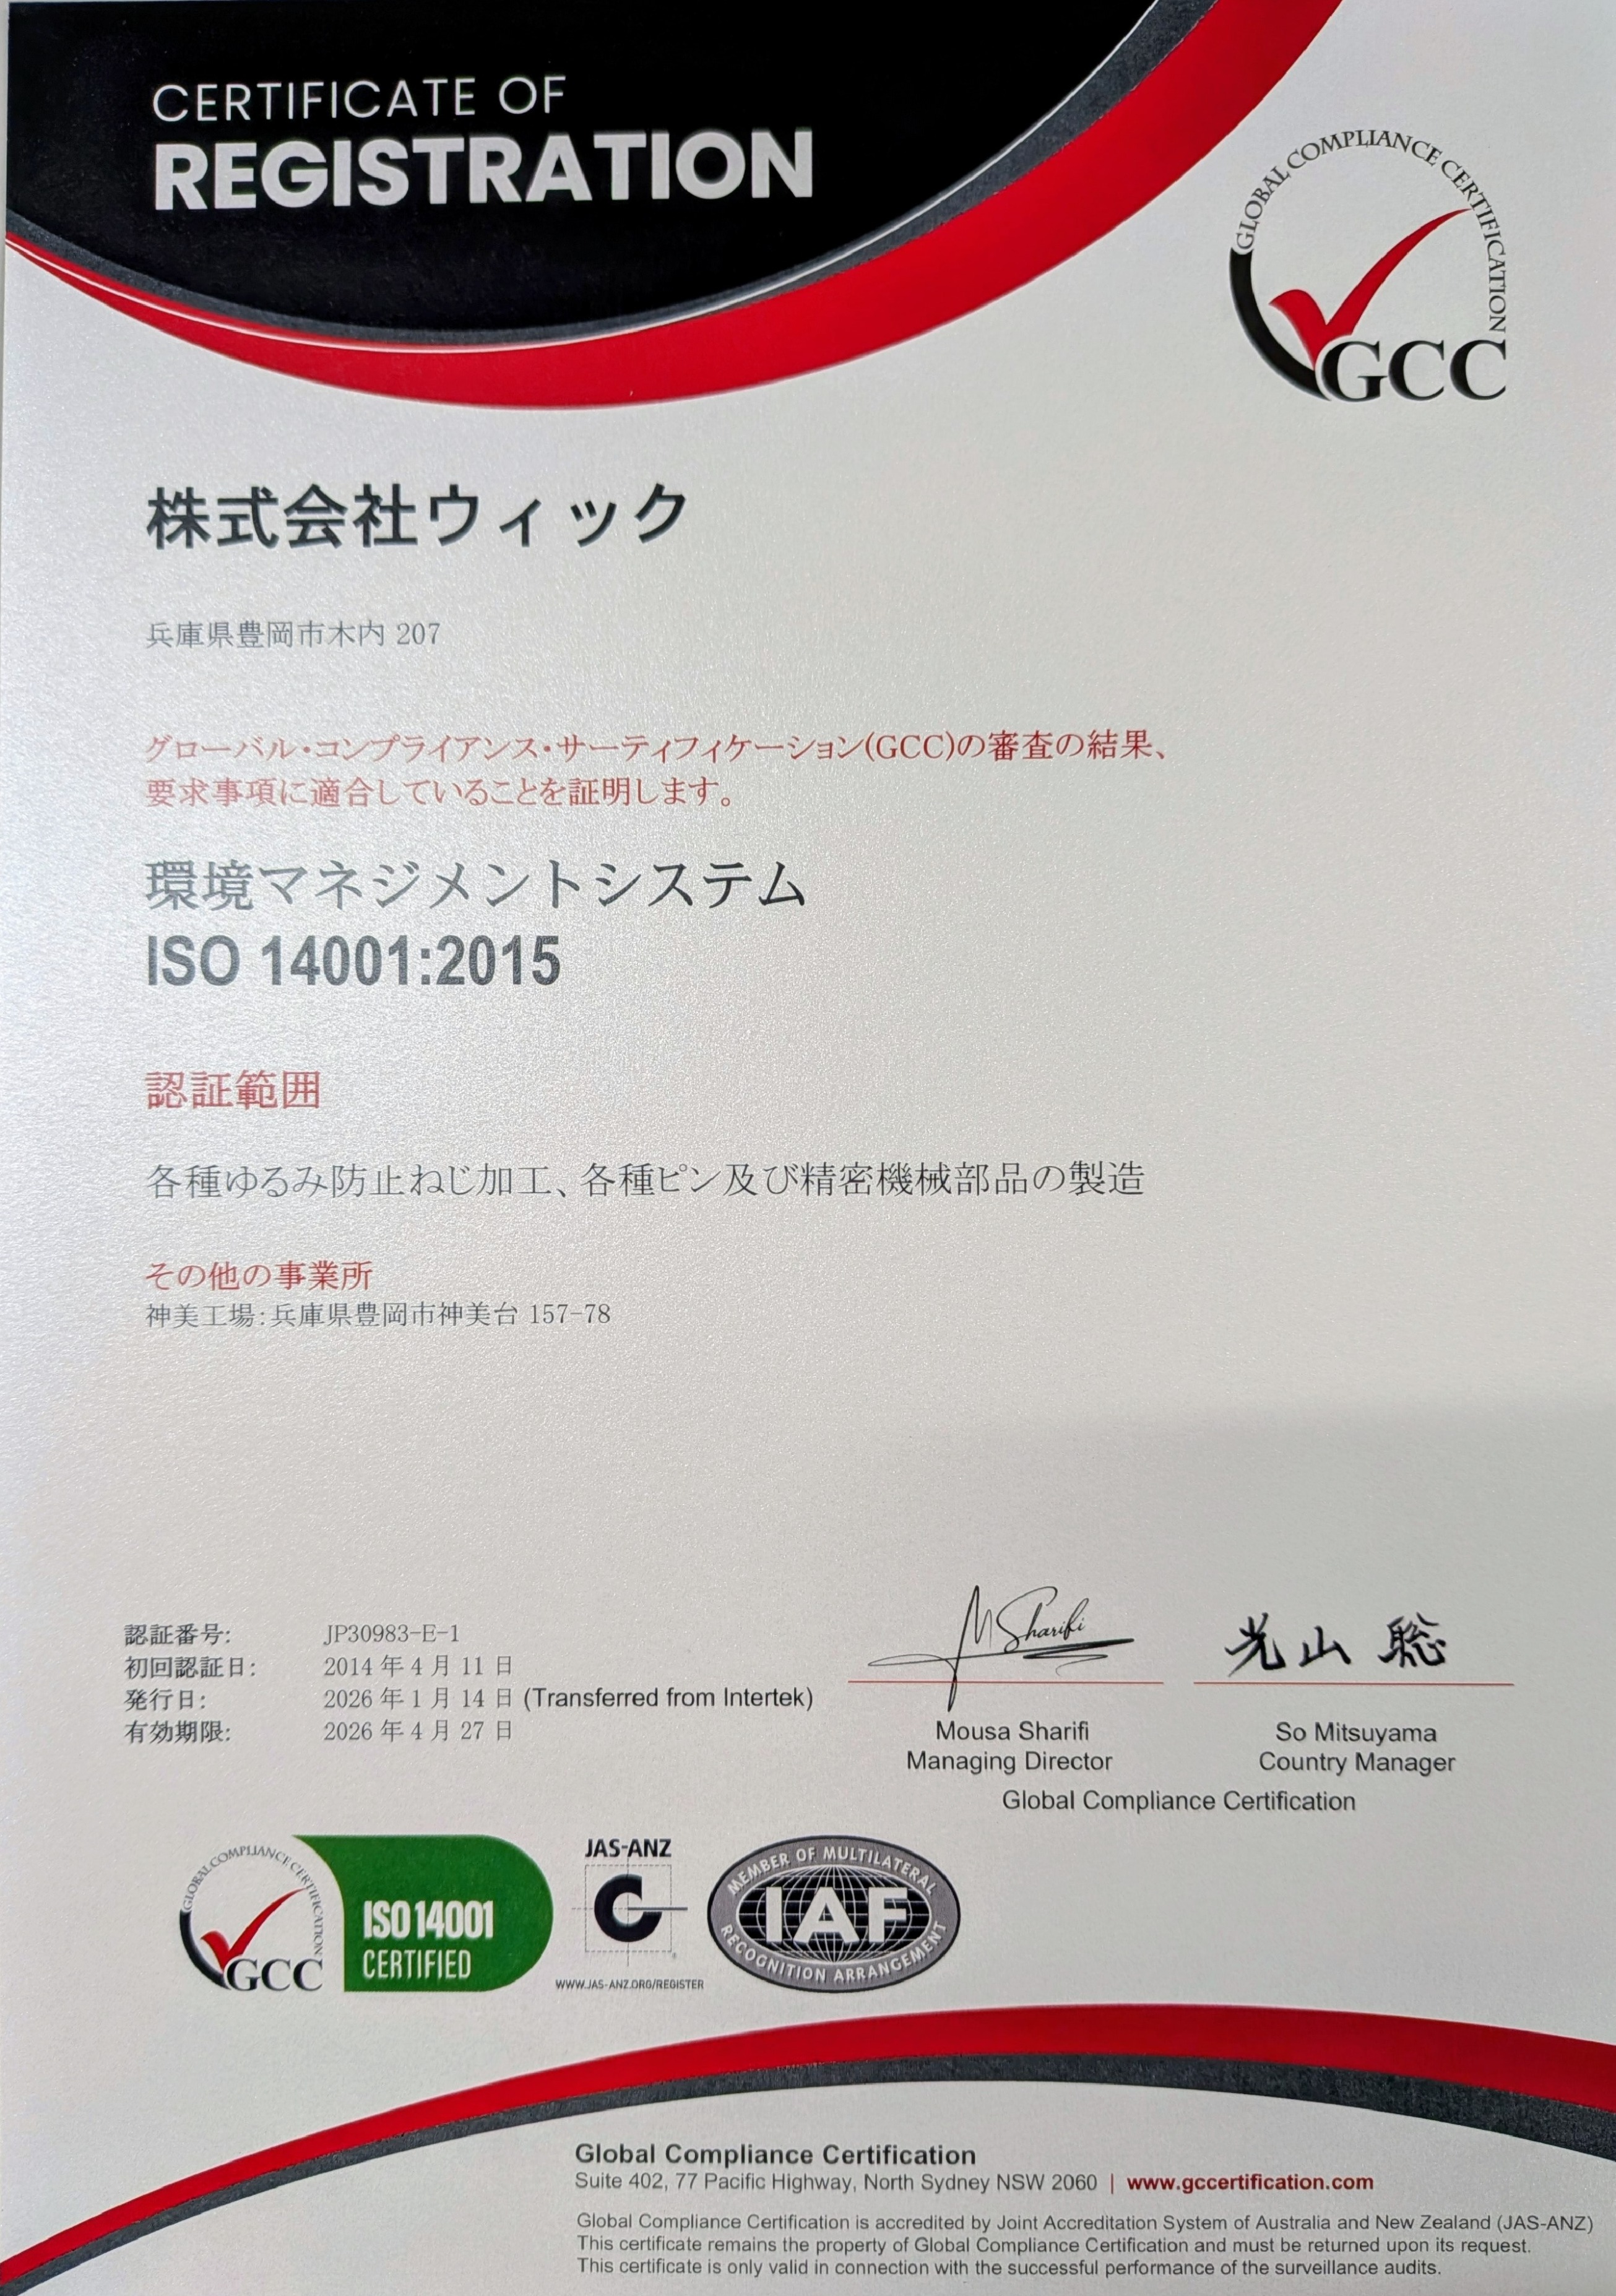 CERTIFICATE OF
REGISTRATION
GLOBAL COMPLIANCE CERTIFICATION
GCC
株式会社ウィック
兵庫県豊岡市木内 207
グローバル・コンプライアンス・サーティフィケーション(GCC)の審査の結果、
要求事項に適合していることを証明します。
環境マネジメントシステム
ISO 14001:2015
認証範囲
各種ゆるみ防止ねじ加工、各種ピン及び精密機械部品の製造
その他の事業所
神美工場:兵庫県豊岡市神美台 157-78
認証番号: JP30983-E-1
初回認証日: 2014 年 4 月 11 日
発行日: 2026 年 1 月 14 日 (Transferred from Intertek)
有効期限: 2026 年 4 月 27 日
M Sharifi
光山 聡
Mousa Sharifi
Managing Director
So Mitsuyama
Country Manager
Global Compliance Certification
GLOBAL COMPLIANCE CERTIFICATION
GCC
ISO 14001
CERTIFIED
JAS-ANZ
WWW.JAS-ANZ.ORG/REGISTER
MEMBER OF MULTILATERAL
IAF
RECOGNITION ARRANGEMENT
Global Compliance Certification
Suite 402, 77 Pacific Highway, North Sydney NSW 2060 | www.gccertification.com
Global Compliance Certification is accredited by Joint Accreditation System of Australia and New Zealand (JAS-ANZ)
This certificate remains the property of Global Compliance Certification and must be returned upon its request.
This certificate is only valid in connection with the successful performance of the surveillance audits.